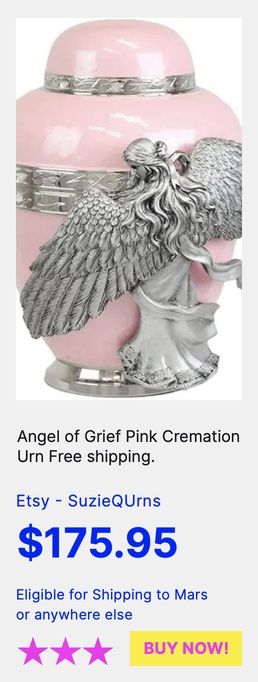 Angel of Grief Pink Cremation
Urn Free shipping.
Etsy - SuzieQUrns
$175.95
Eligible for Shipping to Mars
or anywhere else
BUY NOW!